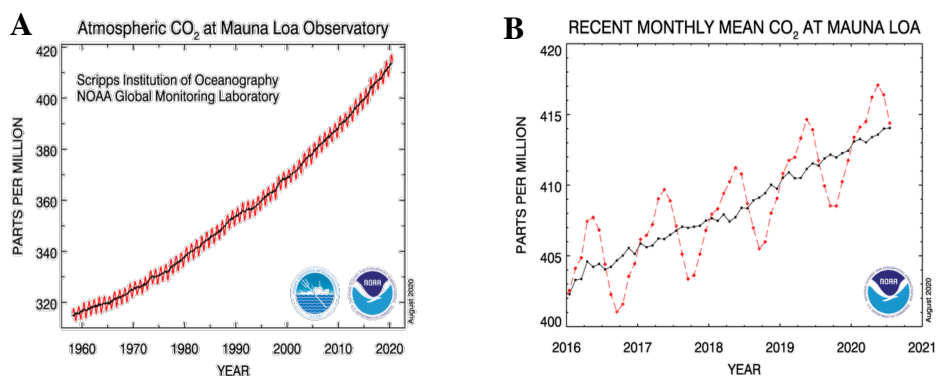 A
Atmospheric CO2 at Mauna Loa Observatory
Scripps Institution of Oceanography
NOAA Global Monitoring Laboratory
PARTS PER MILLION
420
400
380
360
340
320
1960 1970 1980 1990 2000 2010 2020
YEAR
NOAA
August 2020
B
RECENT MONTHLY MEAN CO2 AT MAUNA LOA
PARTS PER MILLION
420
415
410
405
400
2016 2017 2018 2019 2020 2021
YEAR
NOAA
August 2020